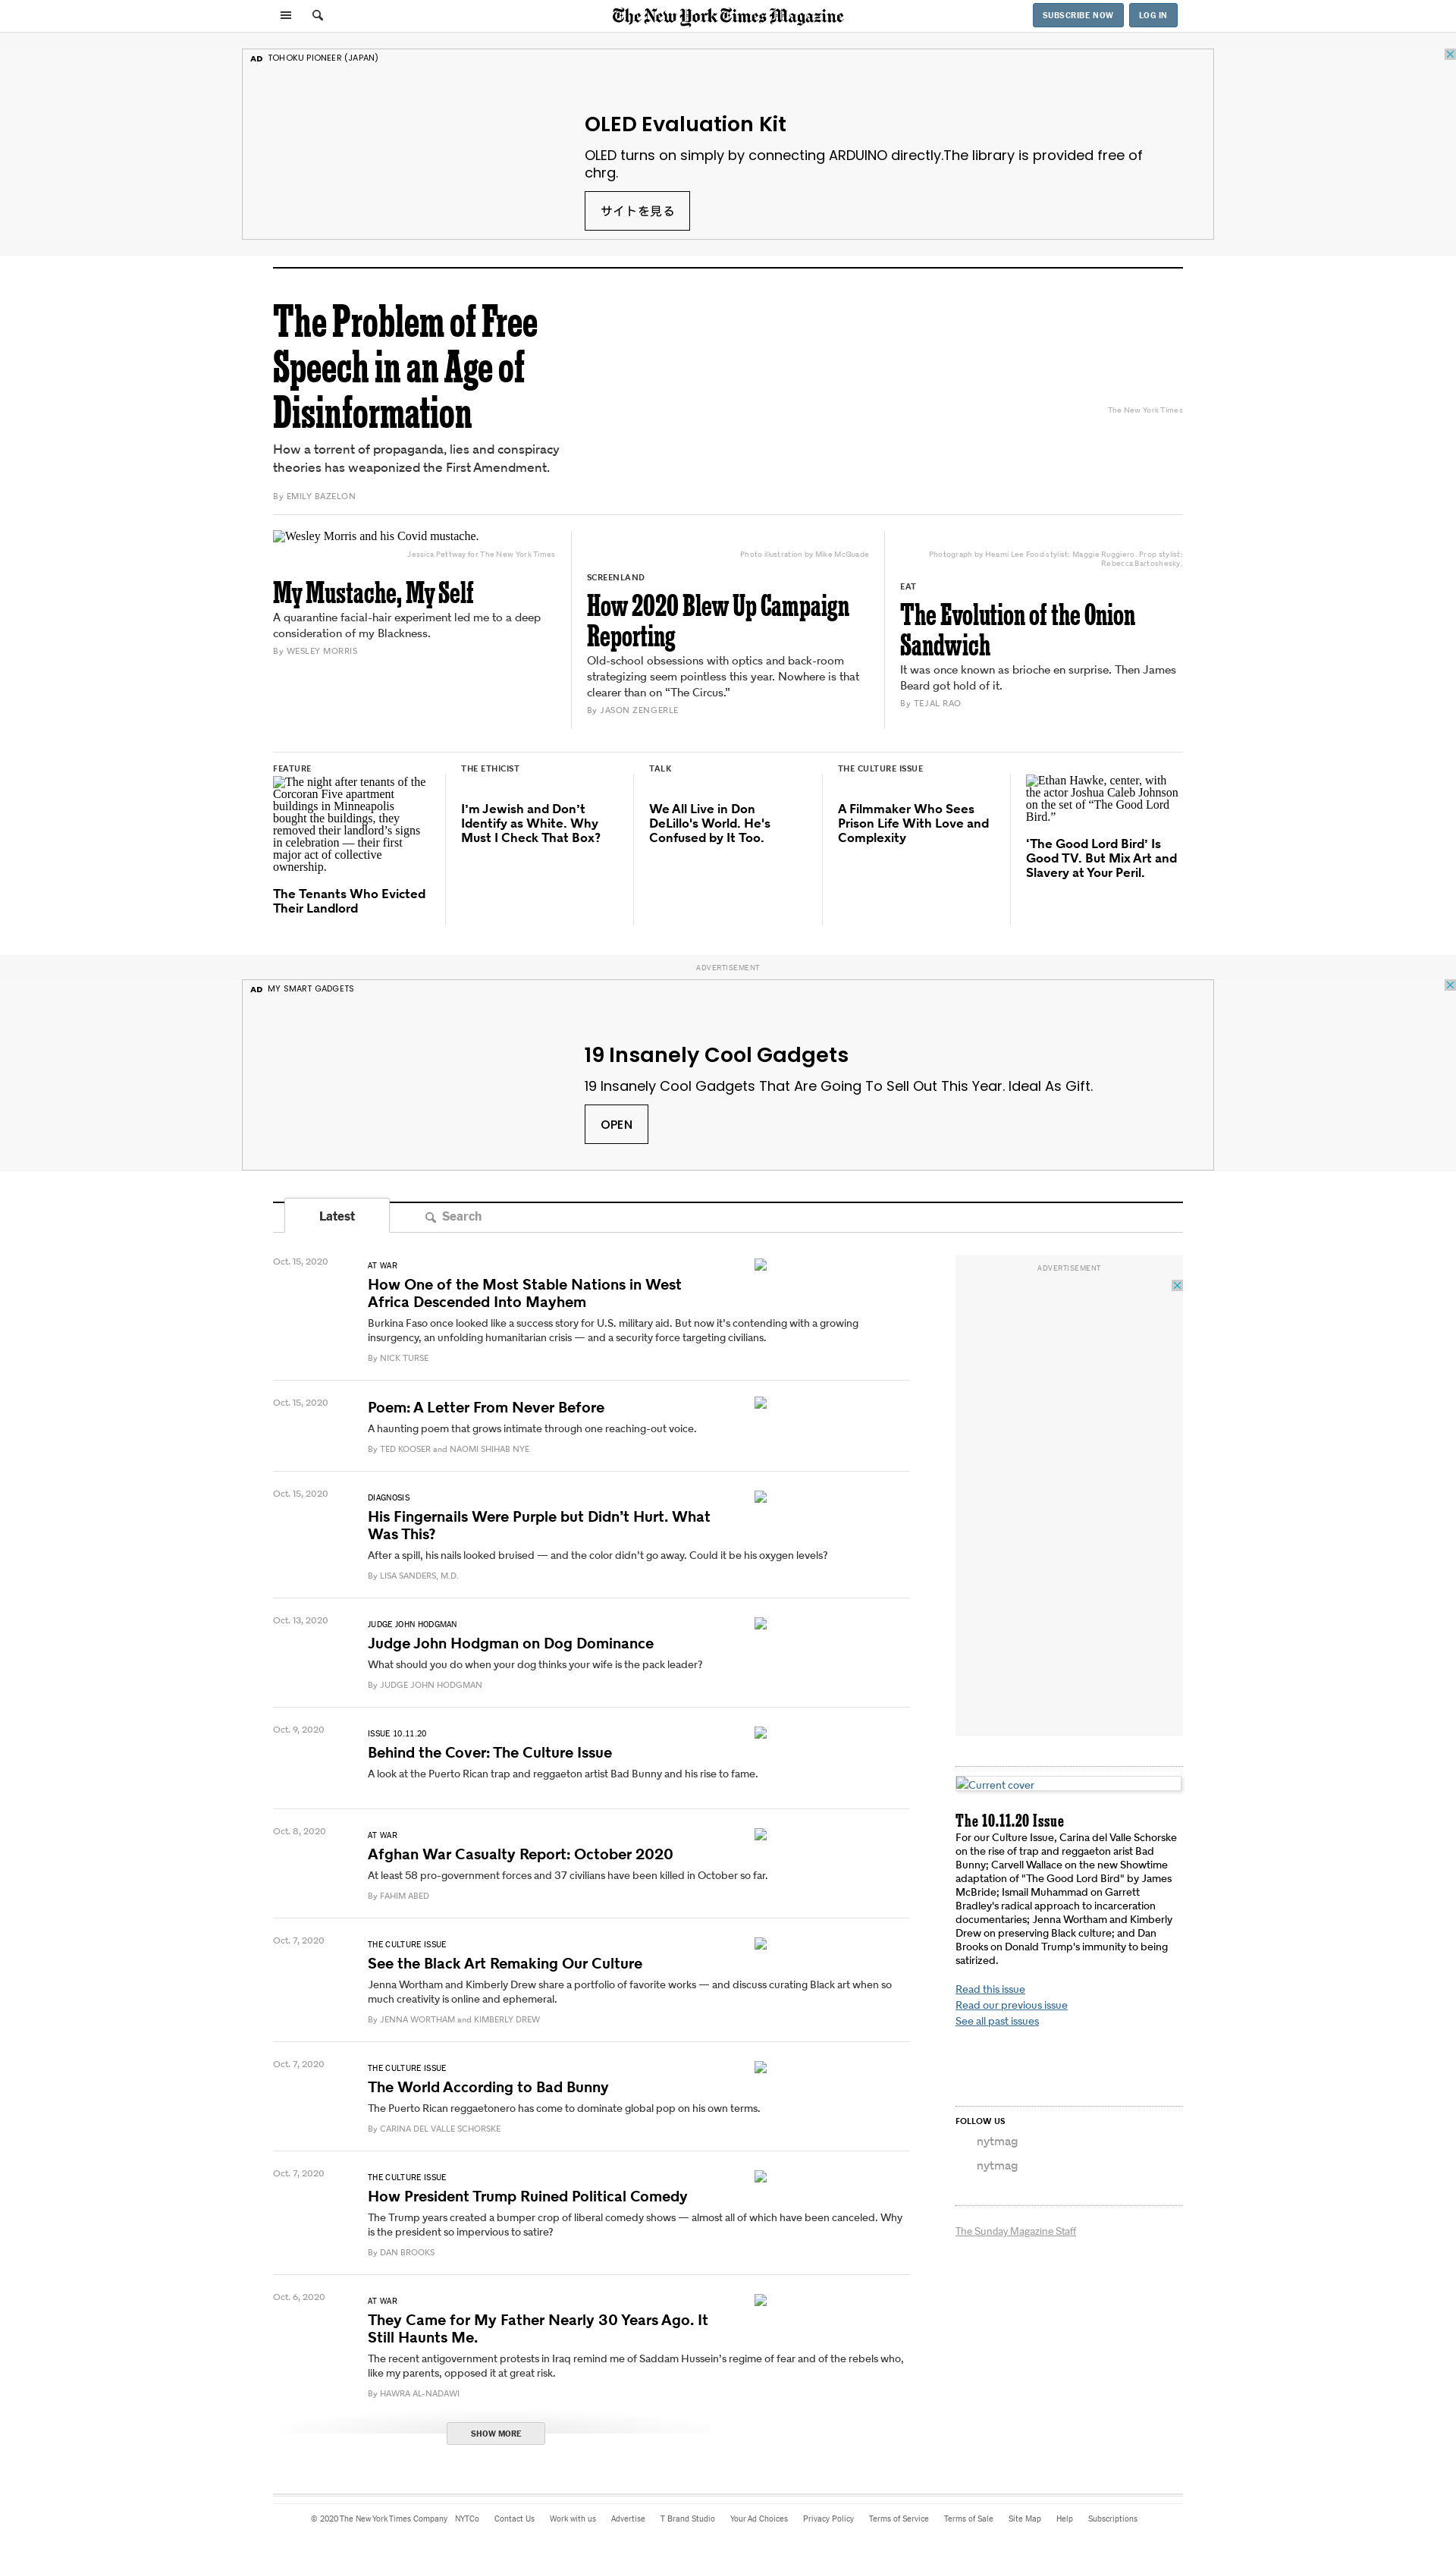 The New York Times Magazine
SUBSCRIBE NOW
LOG IN
AD TOHOKU PIONEER (JAPAN)
OLED Evaluation Kit
OLED turns on simply by connecting ARDUINO directly.The library is provided free of
chrg.
サイトを見る
The Problem of Free
Speech in an Age of
Disinformation
How a torrent of propaganda, lies and conspiracy
theories has weaponized the First Amendment.
By EMILY BAZELON
The New York Times
Wesley Morris and his Covid mustache.
Jessica Pettway for The New York Times
My Mustache, My Self
A quarantine facial-hair experiment led me to a deep
consideration of my Blackness.
By WESLEY MORRIS
Photo illustration by Mike McQuade
SCREENLAND
How 2020 Blew Up Campaign
Reporting
Old-school obsessions with optics and back-room
strategizing seem pointless this year. Nowhere is that
clearer than on “The Circus.”
By JASON ZENGERLE
Photograph by Heami Lee Food stylist: Maggie Ruggiero. Prop stylist:
Rebecca Bartoshesky.
EAT
The Evolution of the Onion
Sandwich
It was once known as brioche en surprise. Then James
Beard got hold of it.
By TEJAL RAO
FEATURE
The night after tenants of the
Corcoran Five apartment
buildings in Minneapolis
bought the buildings, they
removed their landlord’s signs
in celebration — their first
major act of collective
ownership.
The Tenants Who Evicted
Their Landlord
THE ETHICIST
I’m Jewish and Don’t
Identify as White. Why
Must I Check That Box?
TALK
We All Live in Don
DeLillo's World. He's
Confused by It Too.
THE CULTURE ISSUE
A Filmmaker Who Sees
Prison Life With Love and
Complexity
Ethan Hawke, center, with
the actor Joshua Caleb Johnson
on the set of “The Good Lord
Bird.”
‘The Good Lord Bird’ Is
Good TV. But Mix Art and
Slavery at Your Peril.
ADVERTISEMENT
AD MY SMART GADGETS
19 Insanely Cool Gadgets
19 Insanely Cool Gadgets That Are Going To Sell Out This Year. Ideal As Gift.
OPEN
Latest
Search
Oct. 15, 2020
AT WAR
How One of the Most Stable Nations in West
Africa Descended Into Mayhem
Burkina Faso once looked like a success story for U.S. military aid. But now it’s contending with a growing
insurgency, an unfolding humanitarian crisis — and a security force targeting civilians.
By NICK TURSE
Oct. 15, 2020
Poem: A Letter From Never Before
A haunting poem that grows intimate through one reaching-out voice.
By TED KOOSER and NAOMI SHIHAB NYE
Oct. 15, 2020
DIAGNOSIS
His Fingernails Were Purple but Didn’t Hurt. What
Was This?
After a spill, his nails looked bruised — and the color didn’t go away. Could it be his oxygen levels?
By LISA SANDERS, M.D.
Oct. 13, 2020
JUDGE JOHN HODGMAN
Judge John Hodgman on Dog Dominance
What should you do when your dog thinks your wife is the pack leader?
By JUDGE JOHN HODGMAN
Oct. 9, 2020
ISSUE 10.11.20
Behind the Cover: The Culture Issue
A look at the Puerto Rican trap and reggaeton artist Bad Bunny and his rise to fame.
Oct. 8, 2020
AT WAR
Afghan War Casualty Report: October 2020
At least 58 pro-government forces and 37 civilians have been killed in October so far.
By FAHIM ABED
Oct. 7, 2020
THE CULTURE ISSUE
See the Black Art Remaking Our Culture
Jenna Wortham and Kimberly Drew share a portfolio of favorite works — and discuss curating Black art when so
much creativity is online and ephemeral.
By JENNA WORTHAM and KIMBERLY DREW
Oct. 7, 2020
THE CULTURE ISSUE
The World According to Bad Bunny
The Puerto Rican reggaetonero has come to dominate global pop on his own terms.
By CARINA DEL VALLE SCHORSKE
Oct. 7, 2020
THE CULTURE ISSUE
How President Trump Ruined Political Comedy
The Trump years created a bumper crop of liberal comedy shows — almost all of which have been canceled. Why
is the president so impervious to satire?
By DAN BROOKS
Oct. 6, 2020
AT WAR
They Came for My Father Nearly 30 Years Ago. It
Still Haunts Me.
The recent antigovernment protests in Iraq remind me of Saddam Hussein’s regime of fear and of the rebels who,
like my parents, opposed it at great risk.
By HAWRA AL-NADAWI
SHOW MORE
ADVERTISEMENT
Current cover
The 10.11.20 Issue
For our Culture Issue, Carina del Valle Schorske
on the rise of trap and reggaeton arist Bad
Bunny; Carvell Wallace on the new Showtime
adaptation of "The Good Lord Bird" by James
McBride; Ismail Muhammad on Garrett
Bradley's radical approach to incarceration
documentaries; Jenna Wortham and Kimberly
Drew on preserving Black culture; and Dan
Brooks on Donald Trump's immunity to being
satirized.
Read this issue
Read our previous issue
See all past issues
FOLLOW US
nytmag
nytmag
The Sunday Magazine Staff
© 2020 The New York Times Company NYTCo Contact Us Work with us Advertise T Brand Studio Your Ad Choices Privacy Policy Terms of Service Terms of Sale Site Map Help Subscriptions